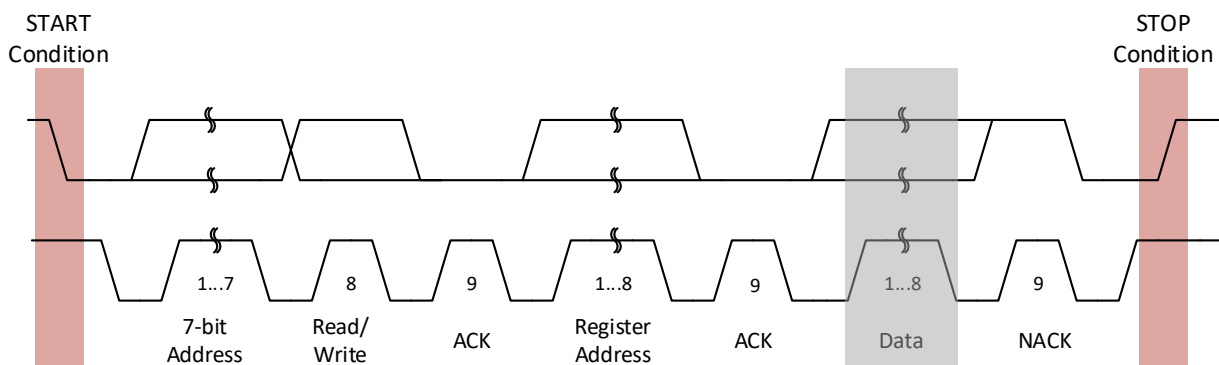 START
Condition
STOP
Condition
1...7
8
9
1...8
9
1...8
9
7-bit
Address
Read/
Write
ACK
Register
Address
ACK
Data
NACK